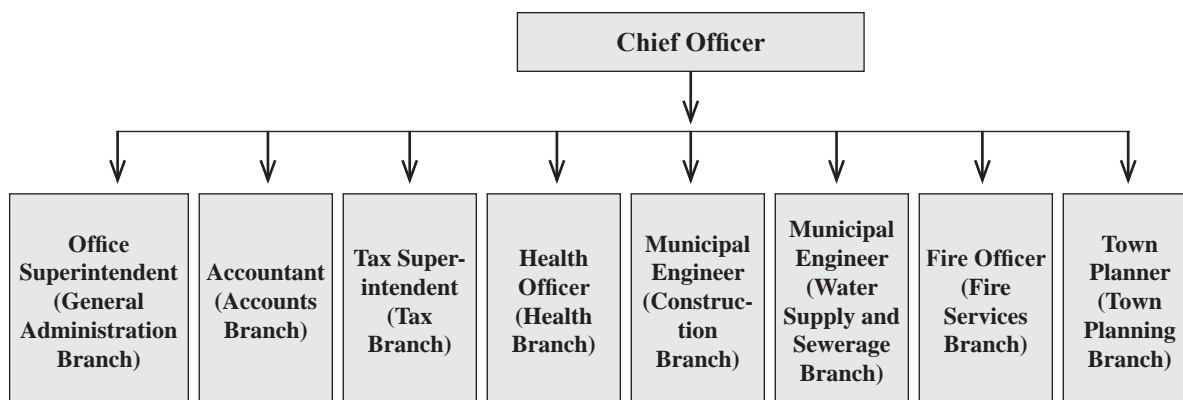 Chief Officer
Office
Superintendent
(General
Administration
Branch)
Accountant
(Accounts
Branch)
Tax Super-
intendent
(Tax
Branch)
Health
Officer
(Health
Branch)
Municipal
Engineer
(Construc-
tion
Branch)
Municipal
Engineer
(Water
Supply and
Sewerage
Branch)
Fire Officer
(Fire
Services
Branch)
Town
Planner
(Town
Planning
Branch)